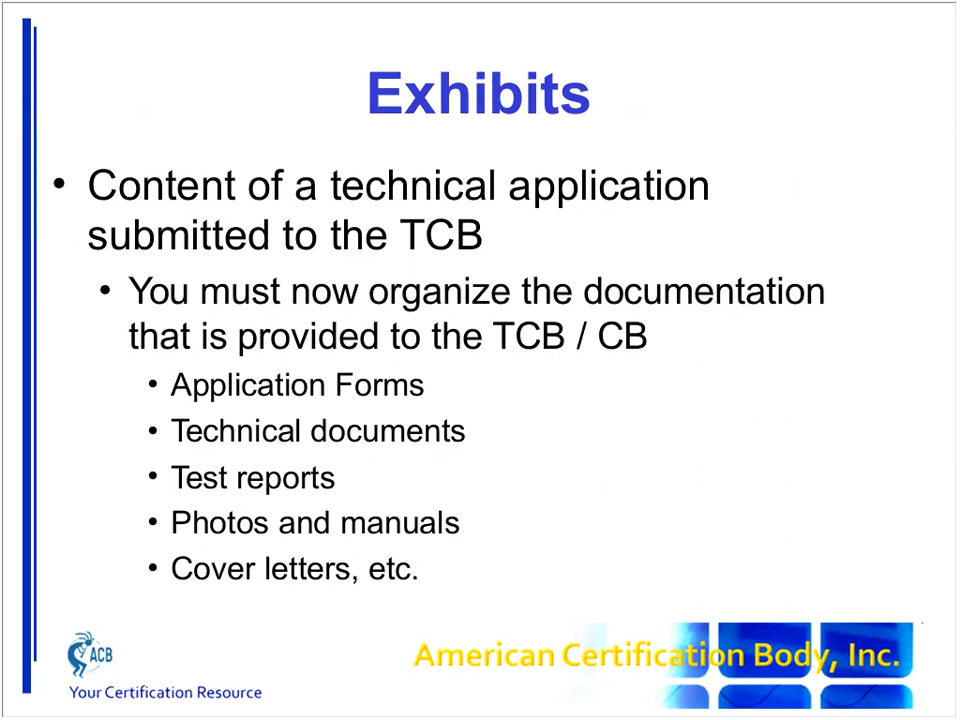 Exhibits
• Content of a technical application
submitted to the TCB
• You must now organize the documentation
that is provided to the TCB / CB
• Application Forms
• Technical documents
• Test reports
• Photos and manuals
• Cover letters, etc.
ACB
American Certification Body, Inc.
Your Certification Resource